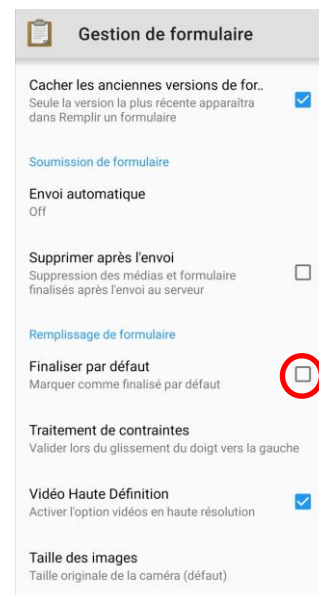 Gestion de formulaire
Cacher les anciennes versions de for..
Seule la version la plus récente apparaîtra
dans Remplir un formulaire
Soumission de formulaire
Envoi automatique
Off
Supprimer après l'envoi
Suppression des médias et formulaire
finalisés après l'envoi au serveur
Remplissage de formulaire
Finaliser par défaut
Marquer comme finalisé par défaut
Traitement de contraintes
Valider lors du glissement du doigt vers la gauche
Vidéo Haute Définition
Activer l'option vidéos en haute résolution
Taille des images
Taille originale de la caméra (défaut)